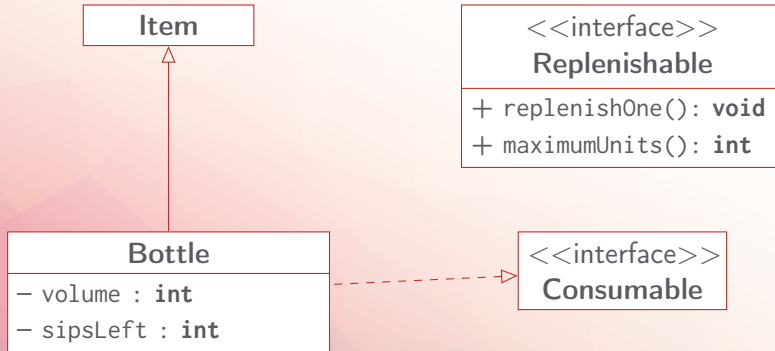 Item
<<interface>>
Replenishable
+ replenishOne(): void
+ maximumUnits(): int
Bottle
− volume : int
− sipsLeft : int
<<interface>>
Consumable